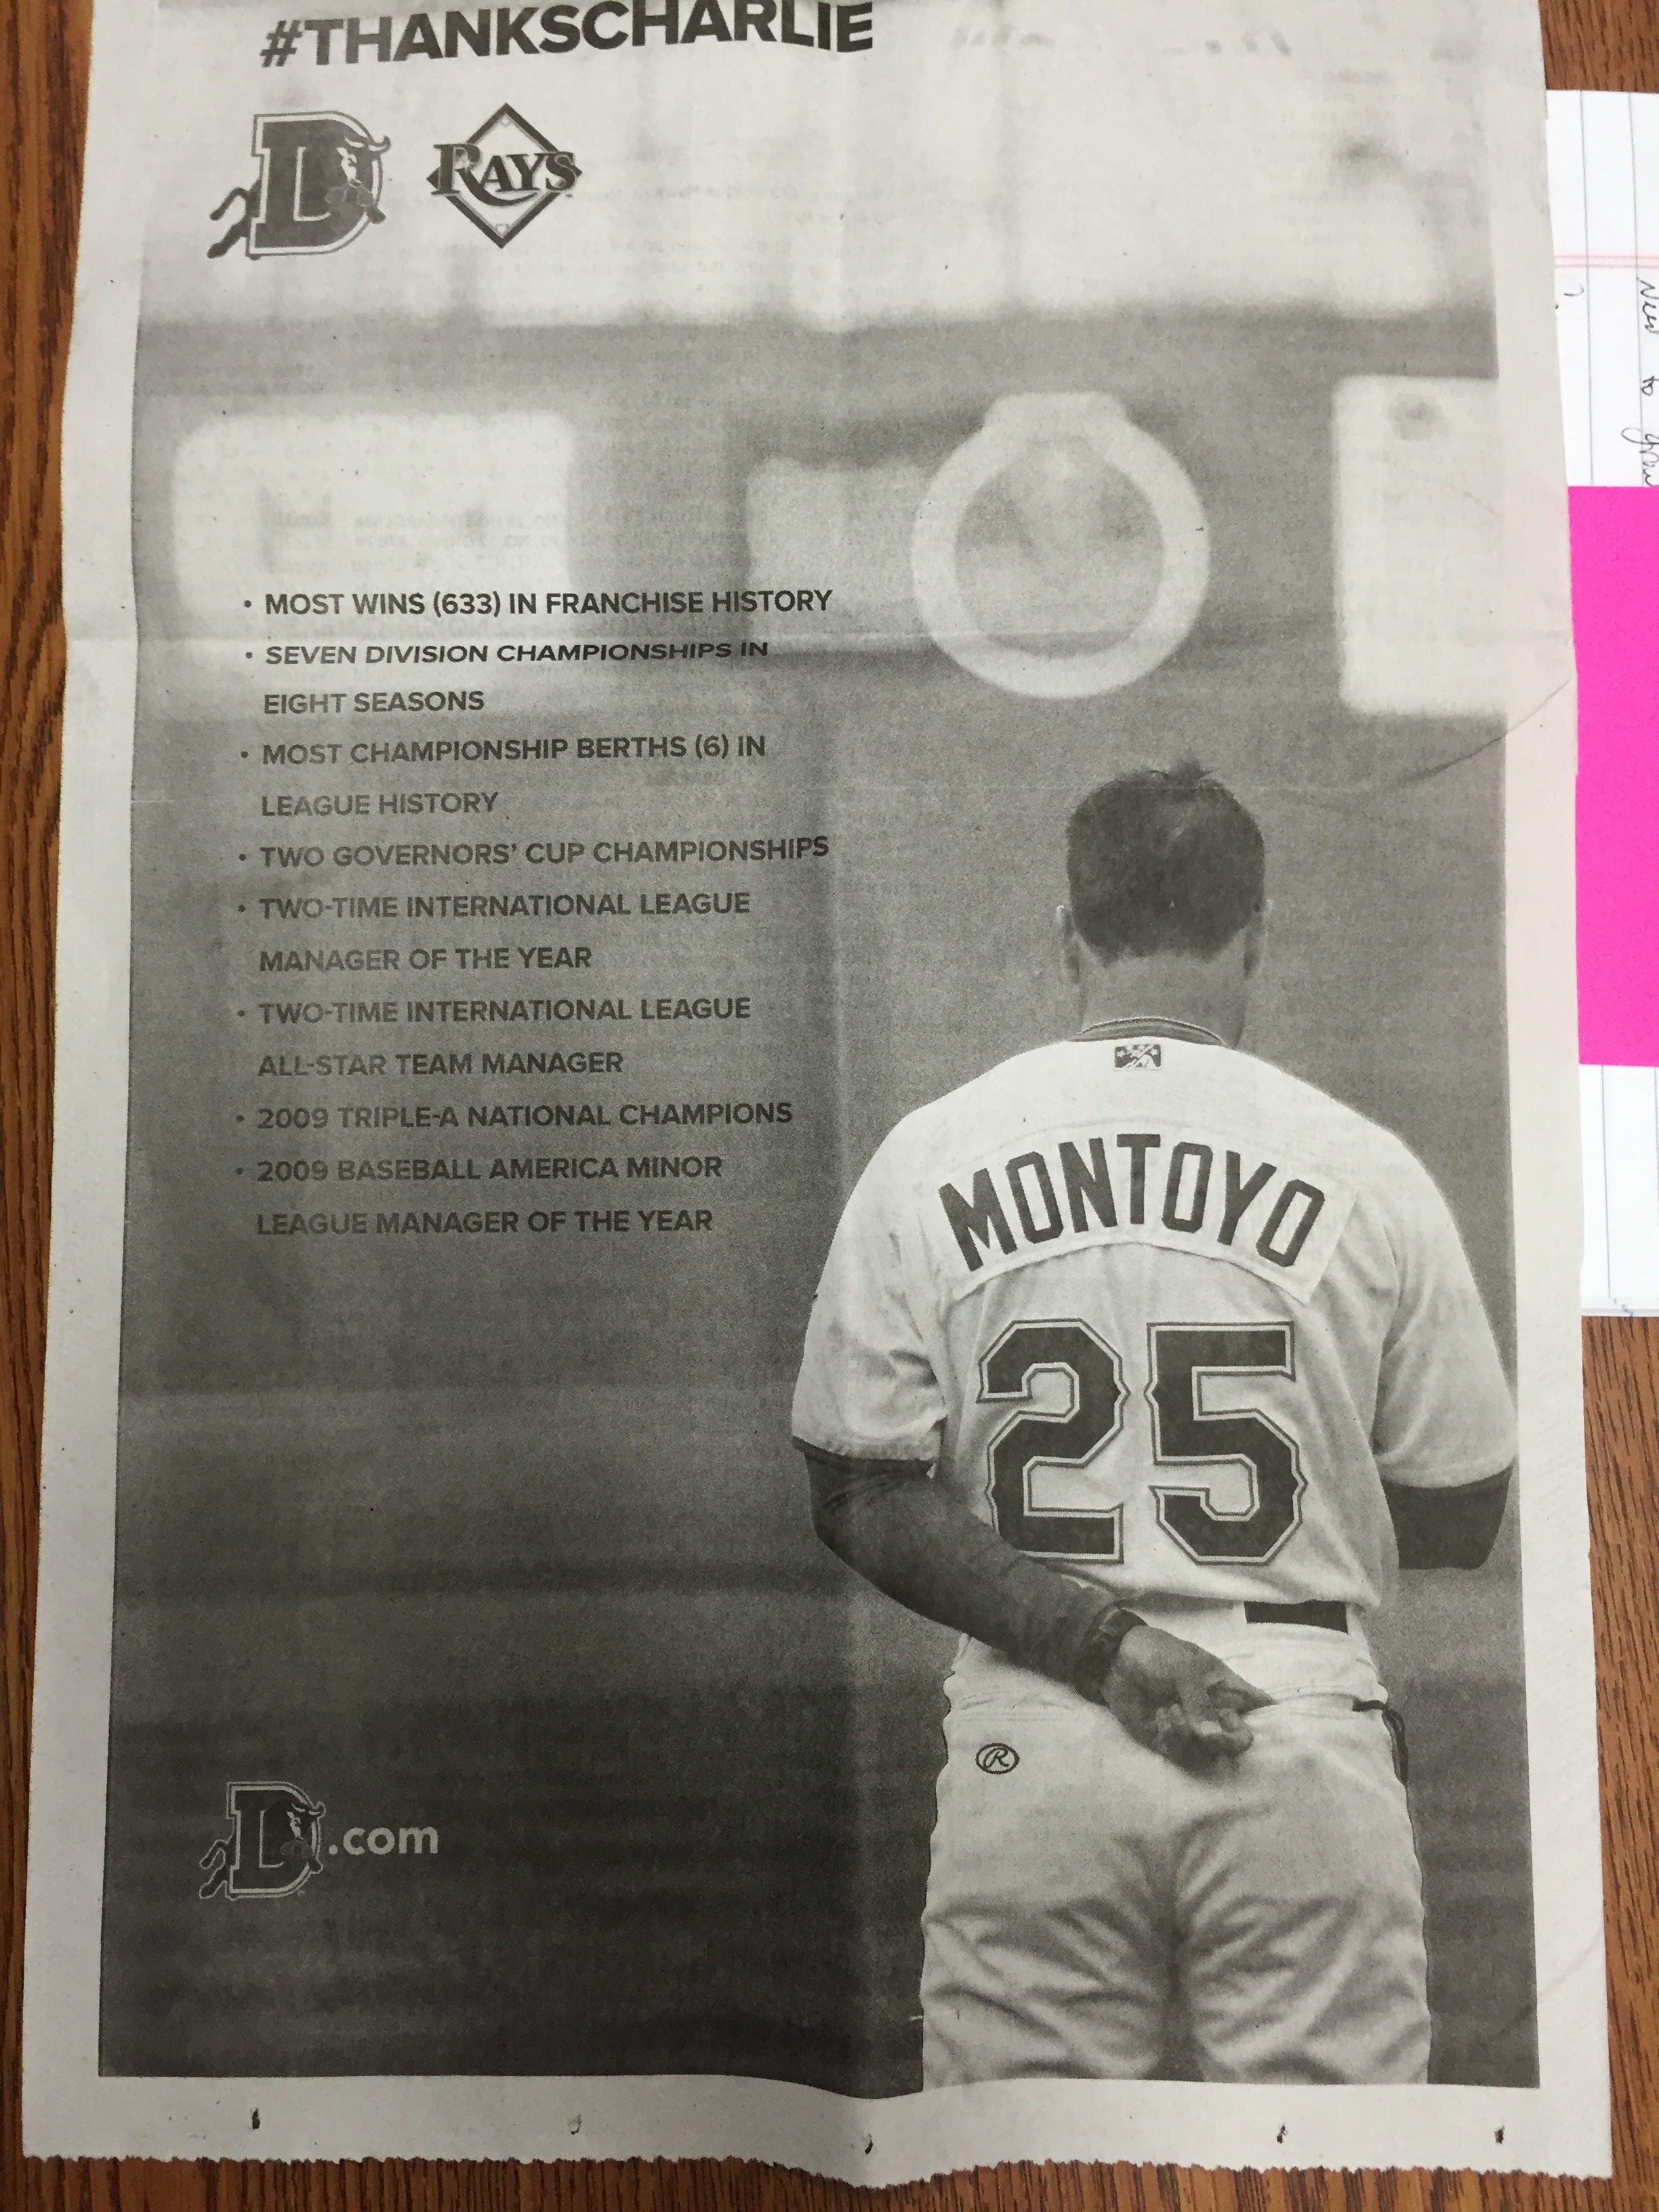 #THANKSCHARLIE
D RAYS
• MOST WINS (633) IN FRANCHISE HISTORY
• SEVEN DIVISION CHAMPIONSHIPS IN
EIGHT SEASONS
• MOST CHAMPIONSHIP BERTHS (6) IN
LEAGUE HISTORY
• TWO GOVERNORS' CUP CHAMPIONSHIPS
• TWO-TIME INTERNATIONAL LEAGUE
MANAGER OF THE YEAR
• TWO-TIME INTERNATIONAL LEAGUE
ALL-STAR TEAM MANAGER
• 2009 TRIPLE-A NATIONAL CHAMPIONS
• 2009 BASEBALL AMERICA MINOR
LEAGUE MANAGER OF THE YEAR
MONTOYO
25
R
D.com
to